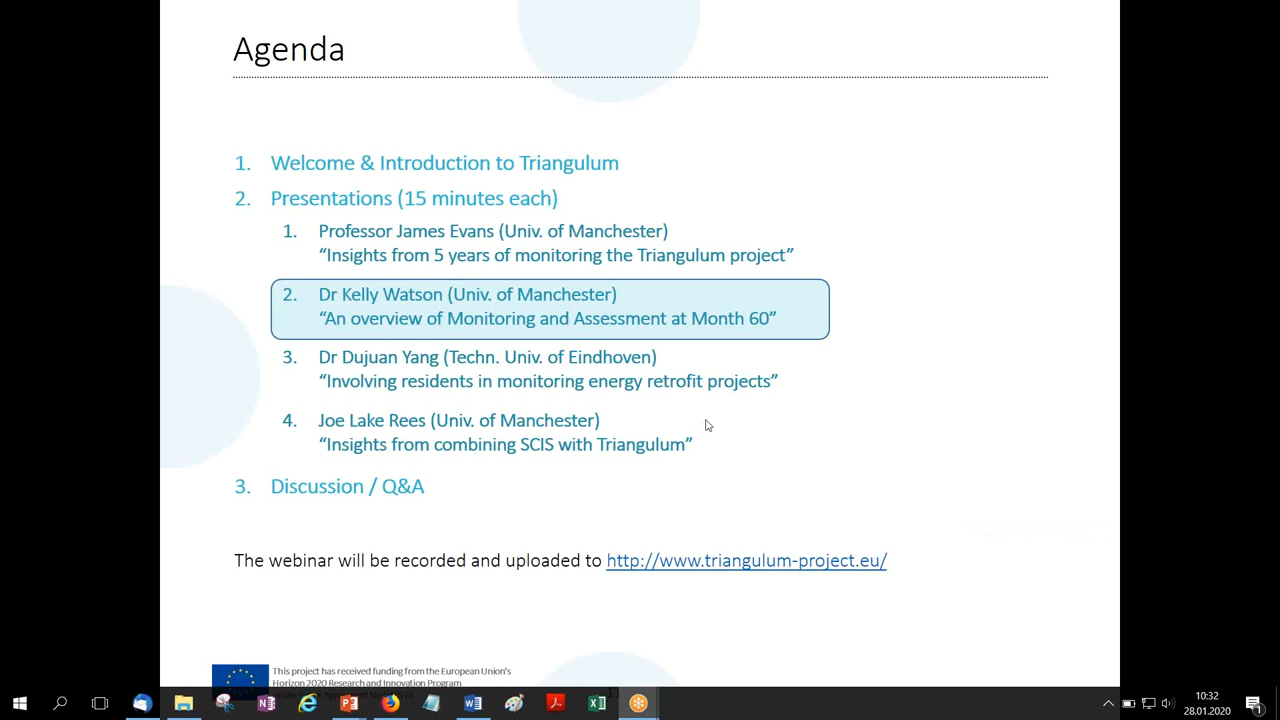 Agenda
1. Welcome & Introduction to Triangulum
2. Presentations (15 minutes each)
1. Professor James Evans (Univ. of Manchester)
“Insights from 5 years of monitoring the Triangulum project”
2. Dr Kelly Watson (Univ. of Manchester)
“An overview of Monitoring and Assessment at Month 60”
3. Dr Dujuan Yang (Techn. Univ. of Eindhoven)
“Involving residents in monitoring energy retrofit projects”
4. Joe Lake Rees (Univ. of Manchester)
“Insights from combining SCIS with Triangulum”
3. Discussion / Q&A
The webinar will be recorded and uploaded to http://www.triangulum-project.eu/
This project has received funding from the European Union's
Horizon 2020 Research and Innovation Program
10:32
28.01.2020
1